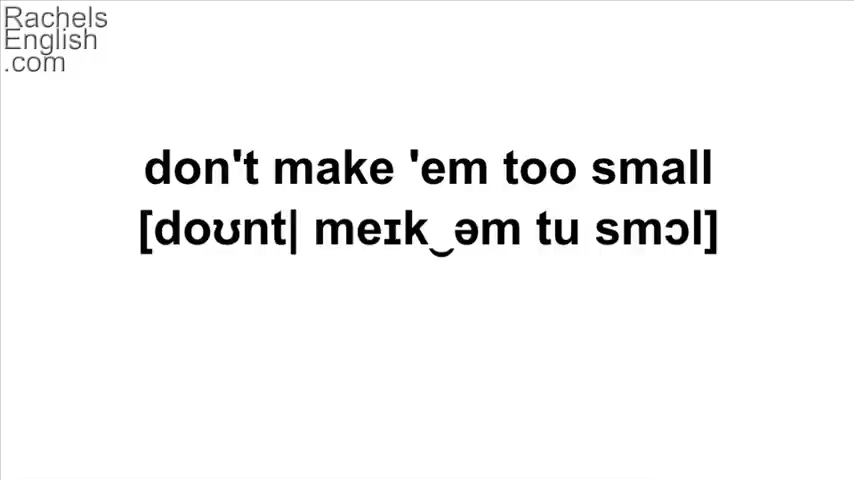 Rachels
English
.com
don't make 'em too small
[doʊnt| meɪk‿əm tu smɔl]